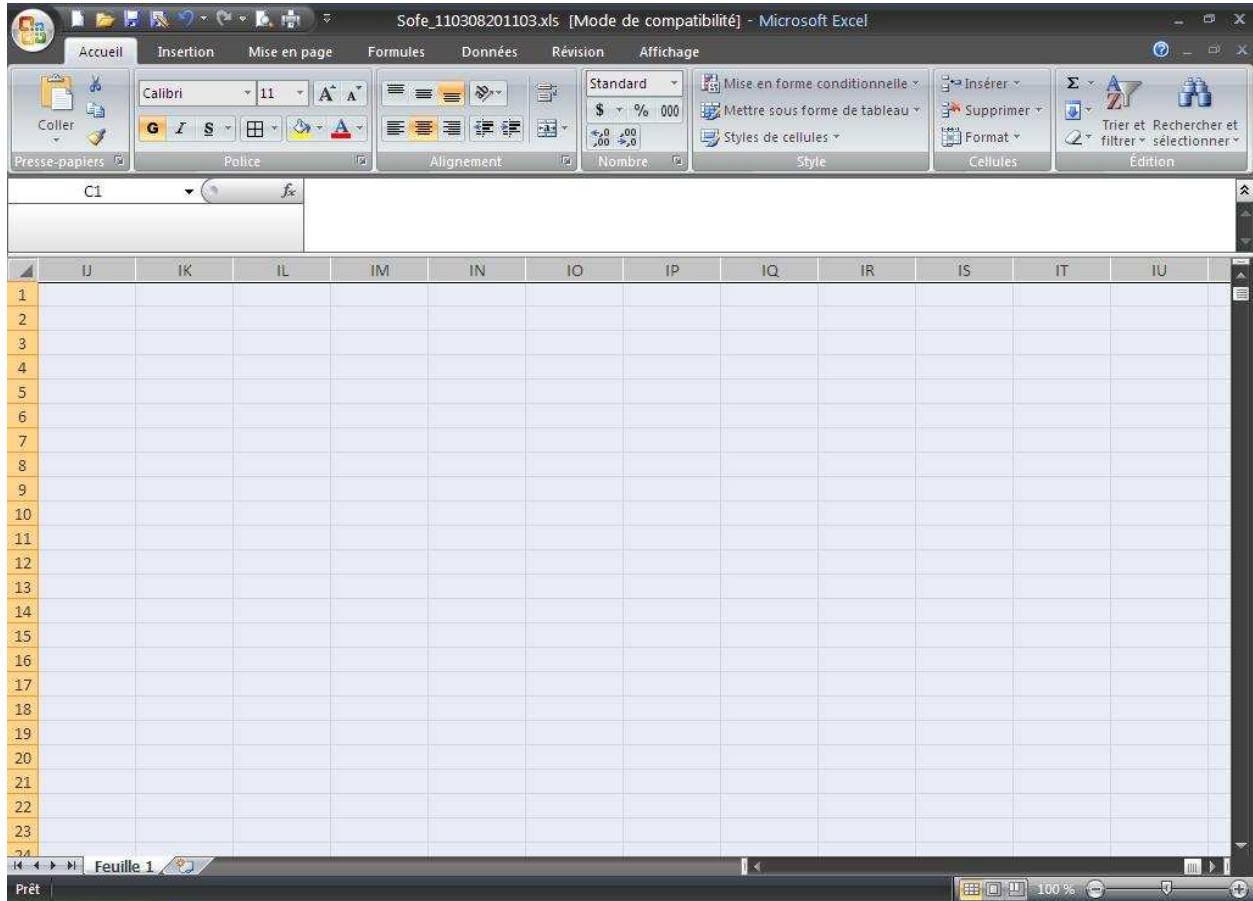 Sofe_110308201103.xls [Mode de compatibilité] - Microsoft Excel
Accueil Insertion Mise en page Formules Données Révision Affichage
Coller
Calibri 11 A A
G I S A
Standard
$ % 000
,00 ,0
Mise en forme conditionnelle
Mettre sous forme de tableau
Styles de cellules
Insérer
Supprimer
Format
Σ
Trier et filtrer
Rechercher et sélectionner
Presse-papiers Police Alignement Nombre Style Cellules Édition
C1 fx
IJ IK IL IM IN IO IP IQ IR IS IT IU
1
2
3
4
5
6
7
8
9
10
11
12
13
14
15
16
17
18
19
20
21
22
23
24
Feuille 1
Prêt 100 %